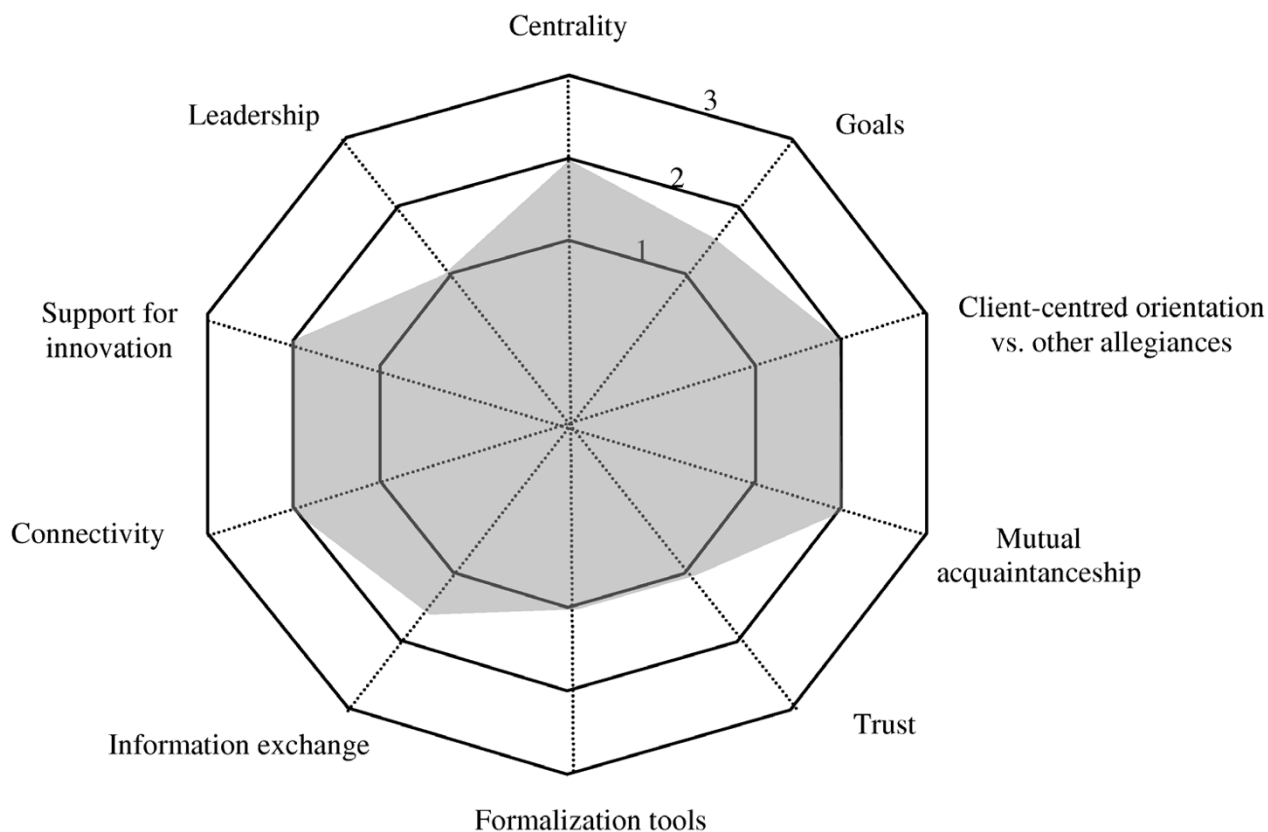 Centrality
3
Leadership
Goals
2
1
Support for
innovation
Client-centred orientation
vs. other allegiances
Connectivity
Mutual
acquaintanceship
Trust
Information exchange
Formalization tools